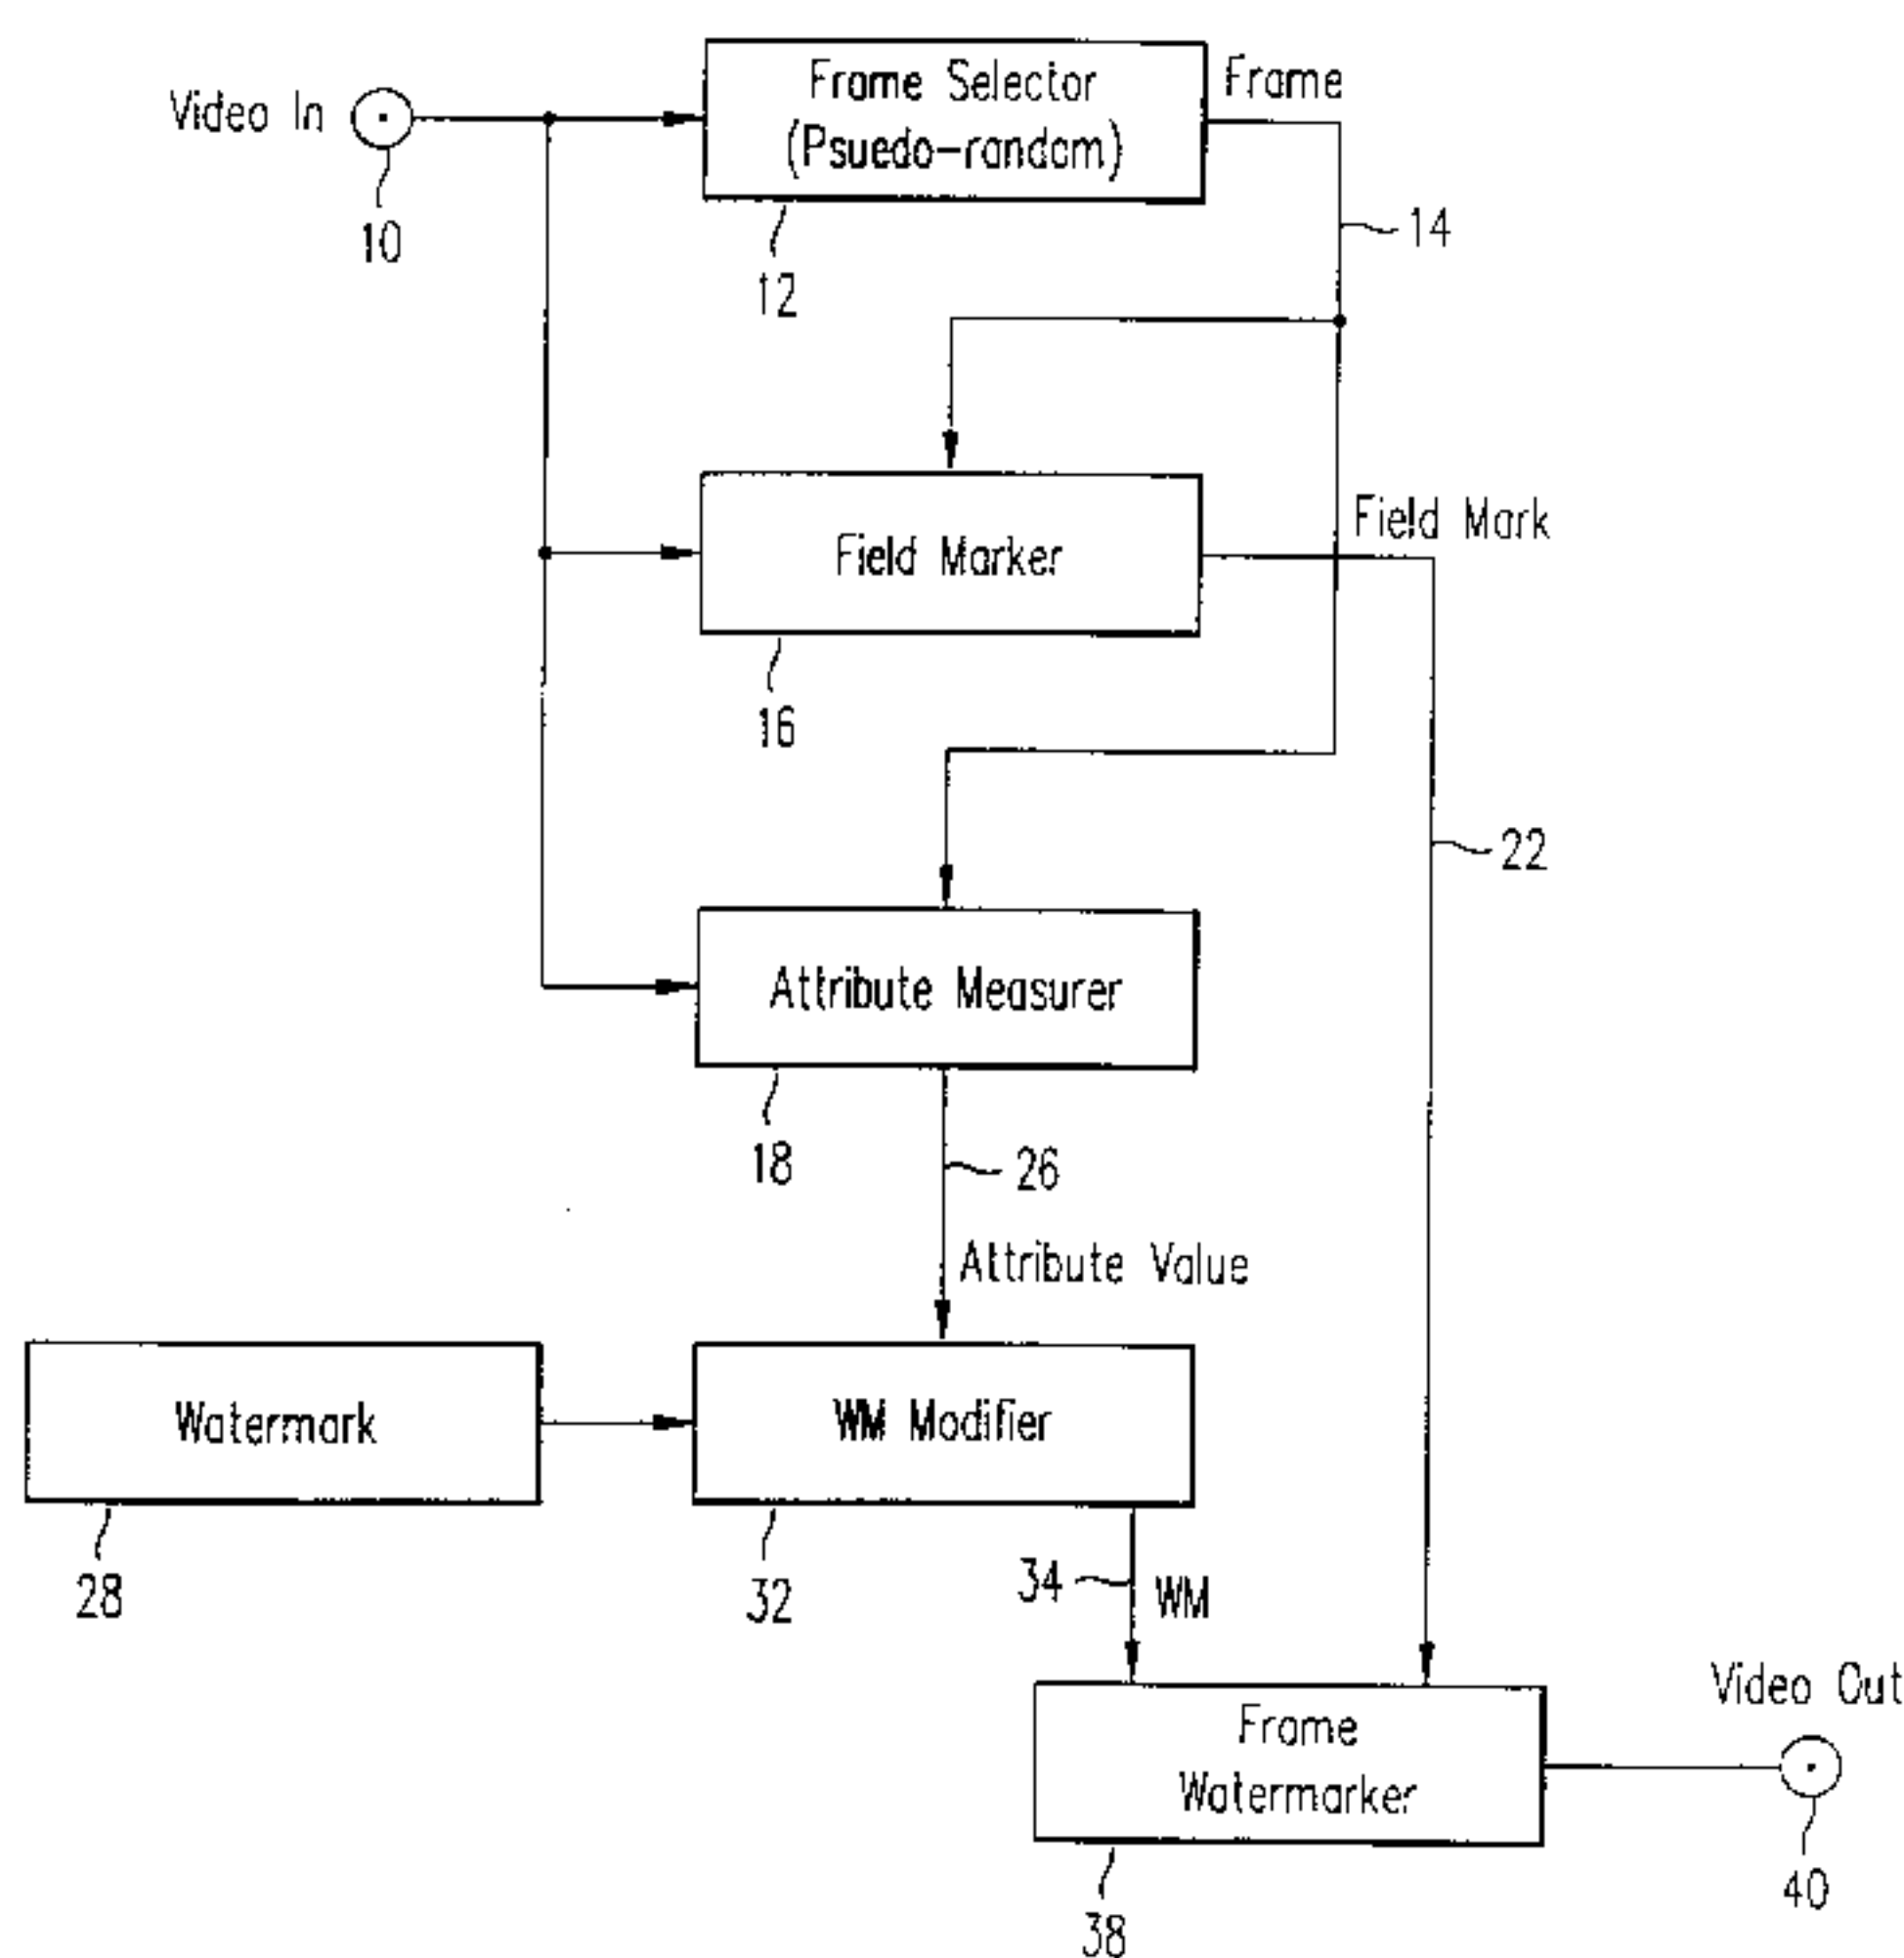 Video In
10
Frame Selector
(Psuedo-random)
12
Frame
14
Field Marker
16
Field Mark
22
Attribute Measurer
18
26
Attribute Value
Watermark
28
WM Modifier
32
34
WM
Frame
Watermarker
38
Video Out
40